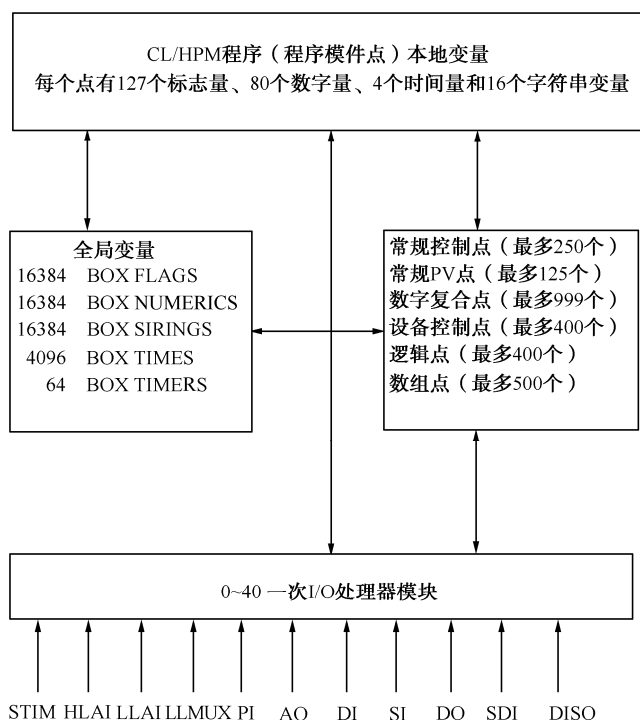 CL/HPM程序（程序模件点）本地变量
每个点有127个标志量、80个数字量、4个时间量和16个字符串变量
全局变量
16384 BOX FLAGS
16384 BOX NUMERICS
16384 BOX SIRINGS
4096 BOX TIMES
64 BOX TIMERS
常规控制点（最多250个）
常规PV点（最多125个）
数字复合点（最多999个）
设备控制点（最多400个）
逻辑点（最多400个）
数组点（最多500个）
0~40 一次I/O处理器模块
STIM HLAI LLAI LLMUX PI AO DI SI DO SDI DISO